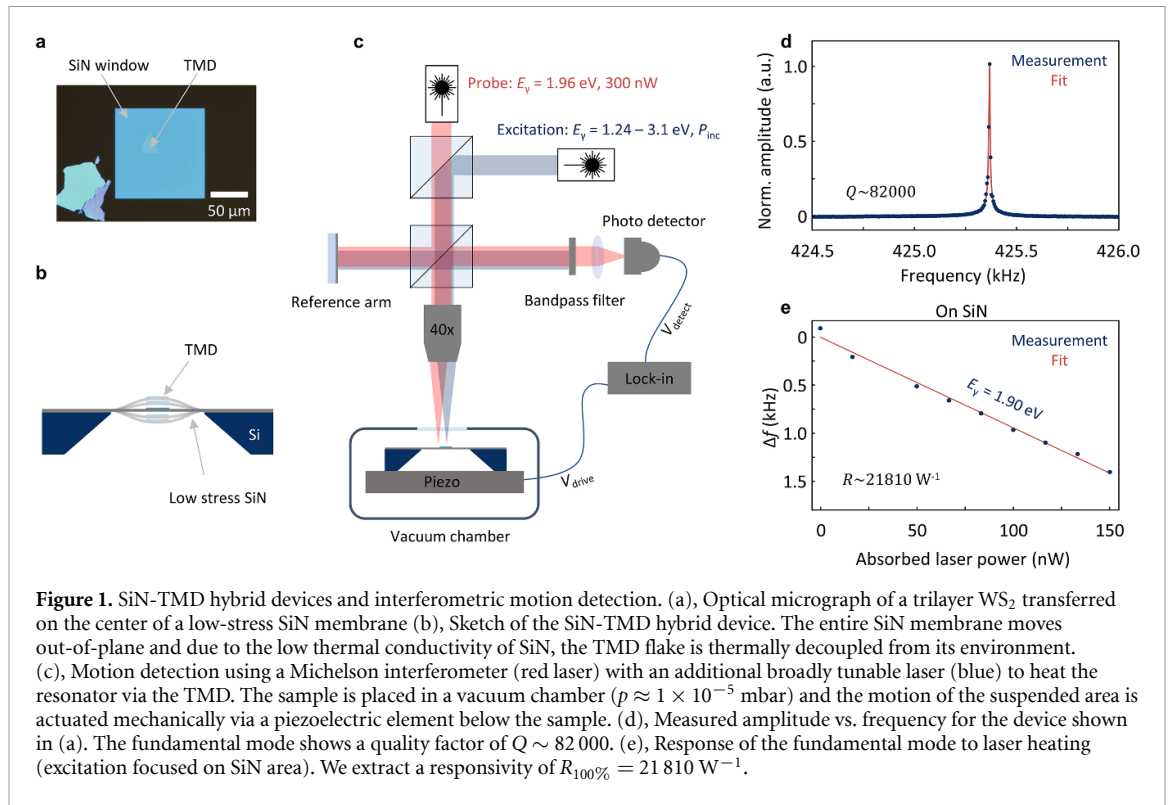 a
SiN window
TMD
50 μm
b
TMD
Si
Low stress SiN
c
Probe: Eγ = 1.96 eV, 300 nW
Excitation: Eγ = 1.24 – 3.1 eV, Pinc
Photo detector
Reference arm
Bandpass filter
40x
Vdetect
Lock-in
Piezo
Vdrive
Vacuum chamber
d
Measurement
Fit
Norm. amplitude (a.u.)
1.0
0.5
0
Q~82000
424.5
425.0
425.5
426.0
Frequency (kHz)
e
On SiN
Measurement
Fit
Δf (kHz)
0
0.5
1.0
1.5
Eγ = 1.90 eV
R~21810 W⁻¹
0
50
100
150
Absorbed laser power (nW)
Figure 1. SiN-TMD hybrid devices and interferometric motion detection. (a), Optical micrograph of a trilayer WS₂ transferred
on the center of a low-stress SiN membrane (b), Sketch of the SiN-TMD hybrid device. The entire SiN membrane moves
out-of-plane and due to the low thermal conductivity of SiN, the TMD flake is thermally decoupled from its environment.
(c), Motion detection using a Michelson interferometer (red laser) with an additional broadly tunable laser (blue) to heat the
resonator via the TMD. The sample is placed in a vacuum chamber (p ≈ 1 × 10⁻⁵ mbar) and the motion of the suspended area is
actuated mechanically via a piezoelectric element below the sample. (d), Measured amplitude vs. frequency for the device shown
in (a). The fundamental mode shows a quality factor of Q ∼ 82 000. (e), Response of the fundamental mode to laser heating
(excitation focused on SiN area). We extract a responsivity of R₁₀₀% = 21 810 W⁻¹.